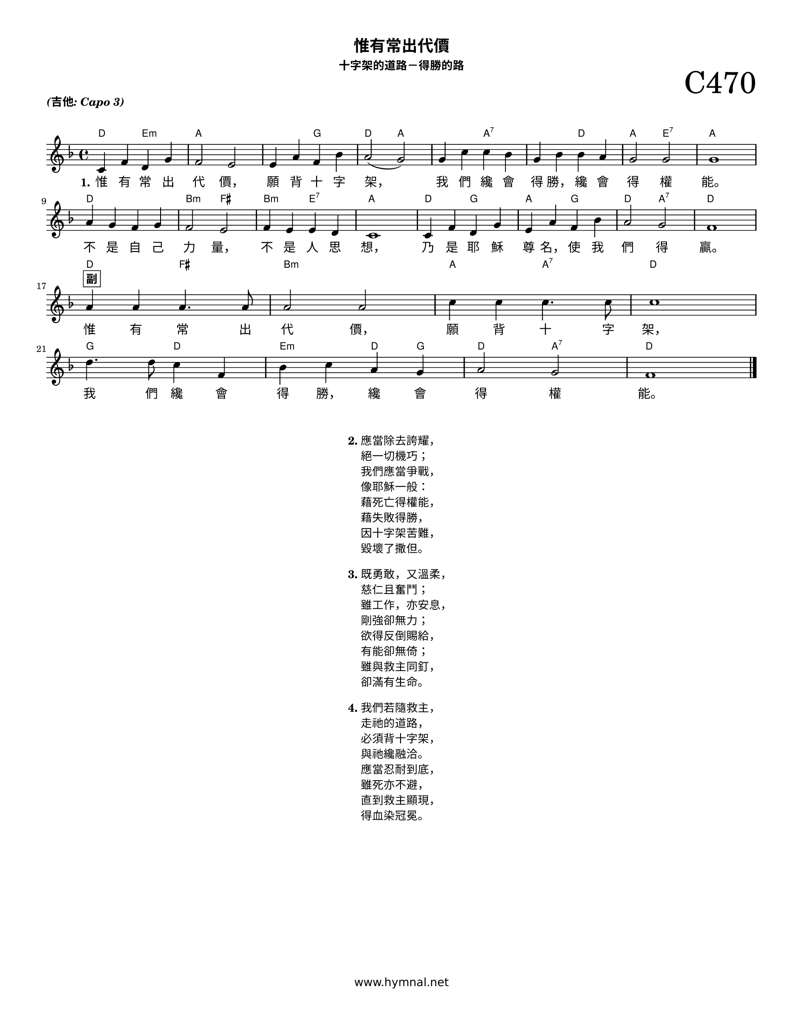 惟有常出代價
十字架的道路－得勝的路
C470
(吉他: Capo 3)
D Em A G D A A7 D A E7 A
1. 惟 有 常 出 代 價， 願 背 十 字 架， 我 們 纔 會 得 勝， 纔 會 得 權 能。
9 D Bm F# Bm E7 A D G A G D A7 D
不 是 自 己 力 量， 不 是 人 思 想， 乃 是 耶 穌 尊 名， 使 我 們 得 贏。
D F# Bm A A7 D
副
17
惟 有 常 出 代 價， 願 背 十 字 架，
21 G D Em D G D A7 D
我 們 纔 會 得 勝， 纔 會 得 權 能。
2. 應當除去誇耀，
絕一切機巧；
我們應當爭戰，
像耶穌一般：
藉死亡得權能，
藉失敗得勝，
因十字架苦難，
毀壞了撒但。
3. 既勇敢，又溫柔，
慈仁且奮鬥；
雖工作，亦安息，
剛強卻無力；
欲得反倒賜給，
有能卻無倚；
雖與救主同釘，
卻滿有生命。
4. 我們若隨救主，
走祂的道路，
必須背十字架，
與祂纔融洽。
應當忍耐到底，
雖死亦不避，
直到救主顯現，
得血染冠冕。
www.hymnal.net